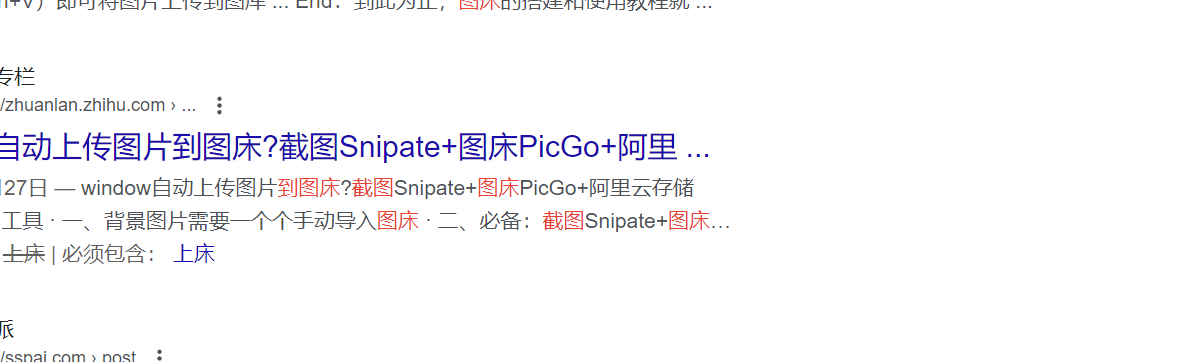 n+V）即可将图片上传到图库 ... End：到此为止，图床的搭建和使用教程就 ...
专栏
/zhuanlan.zhihu.com › ...
自动上传图片到图床?截图Snipate+图床PicGo+阿里 ...
27日 — window自动上传图片到图床?截图Snipate+图床PicGo+阿里云存储
工具 · 一、背景图片需要一个个手动导入图床 · 二、必备：截图Snipate+图床…
上床 | 必须包含： 上床
派
/sspai.com › post